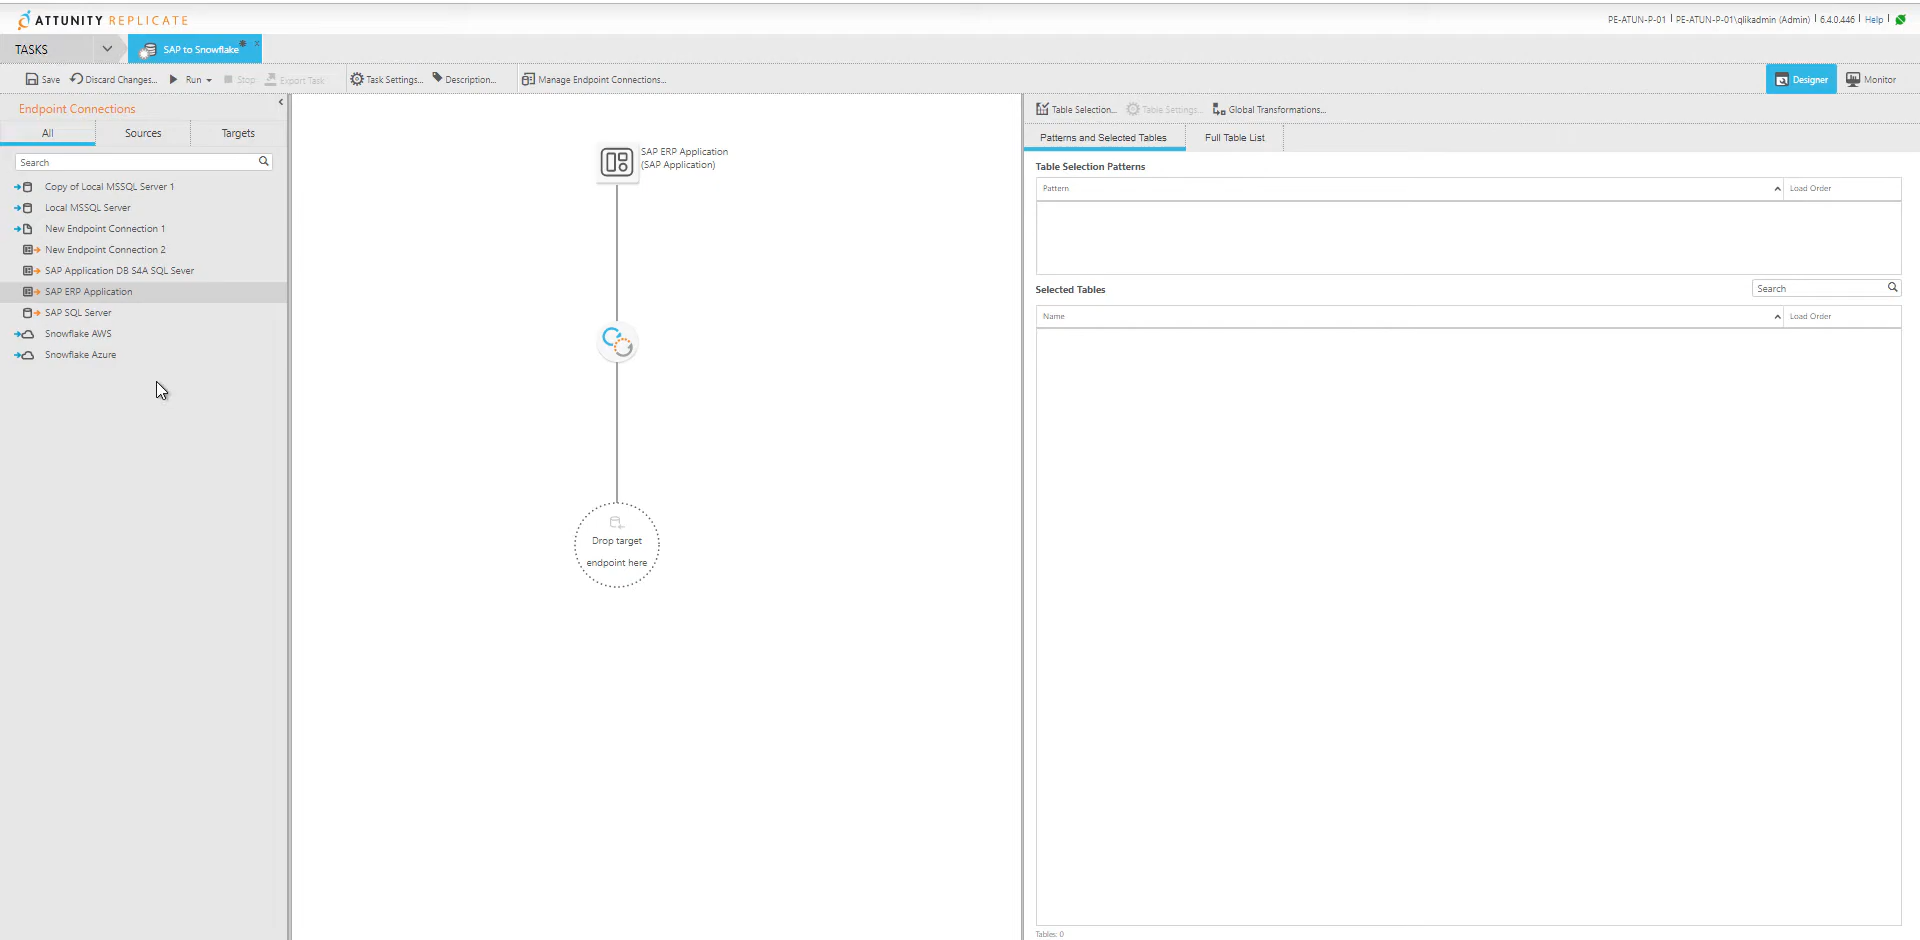 ATTUNITY REPLICATE
PE-ATUN-P-01 | PE-ATUN-P-01\qlikadmin (Admin) | 6.4.0.446 | Help |
TASKS
SAP to Snowflake* x
Save
Discard Changes...
Run
Stop
Export Task
Task Settings...
Description...
Manage Endpoint Connections...
Designer
Monitor
Endpoint Connections
All
Sources
Targets
Search
Copy of Local MSSQL Server 1
Local MSSQL Server
New Endpoint Connection 1
New Endpoint Connection 2
SAP Application DB S4A SQL Sever
SAP ERP Application
SAP SQL Server
Snowflake AWS
Snowflake Azure
SAP ERP Application
(SAP Application)
Drop target
endpoint here
Table Selection...
Table Settings...
Global Transformations...
Patterns and Selected Tables
Full Table List
Table Selection Patterns
Pattern
Load Order
Selected Tables
Search
Name
Load Order
Tables: 0